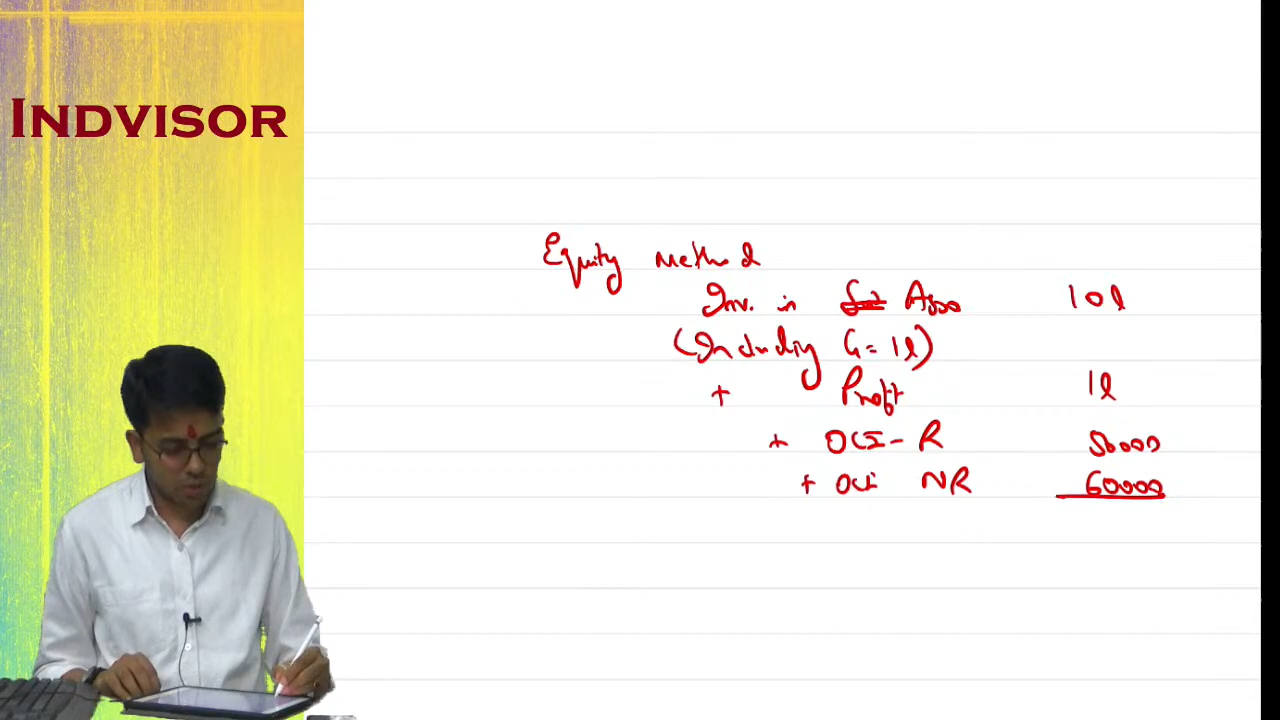 INDVISOR
Equity method
Inv. in Asso 10l
(Including G = 1l)
+ Profit 1l
+ OCI - R 50000
+ OCI NR 60000